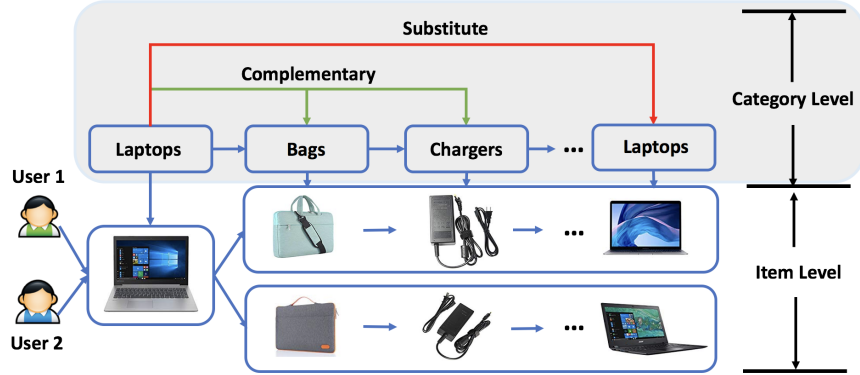 Substitute
Complementary
Category Level
Laptops
Bags
Chargers
...
Laptops
User 1
...
Item Level
User 2
...